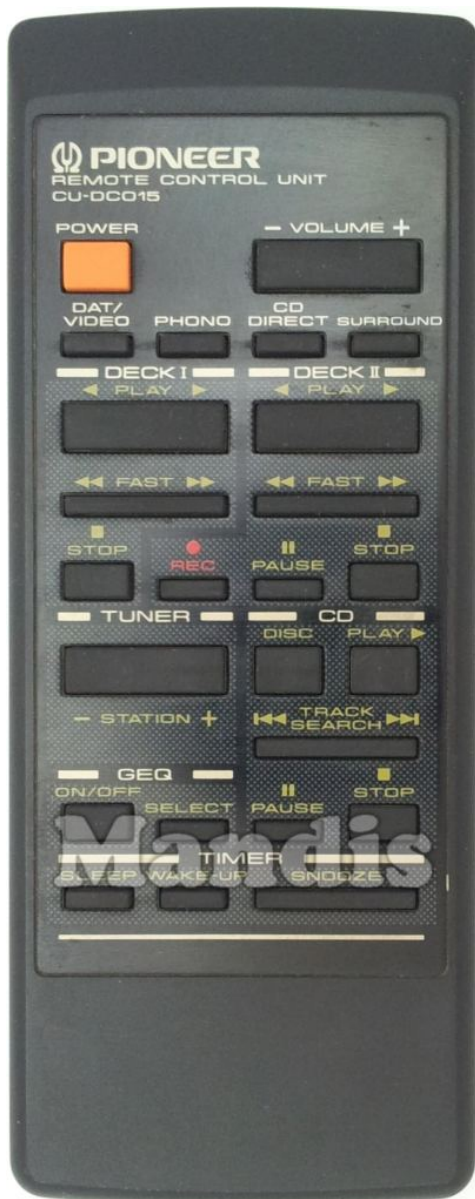 PIONEER
REMOTE CONTROL UNIT
CU-DC015
POWER
− VOLUME +
DAT/
VIDEO PHONO CD
DIRECT SURROUND
DECK I DECK II
◀ PLAY ▶ ◀ PLAY ▶
◀◀ FAST ▶▶ ◀◀ FAST ▶▶
■ ● ▮▮ ■
STOP REC PAUSE STOP
TUNER CD
DISC PLAY ▶
− STATION + ▮◀◀ TRACK
SEARCH ▶▶▮
GEQ
ON/OFF SELECT ▮▮ PAUSE ■ STOP
Mandis
TIMER
SLEEP WAKE-UP SNOOZE